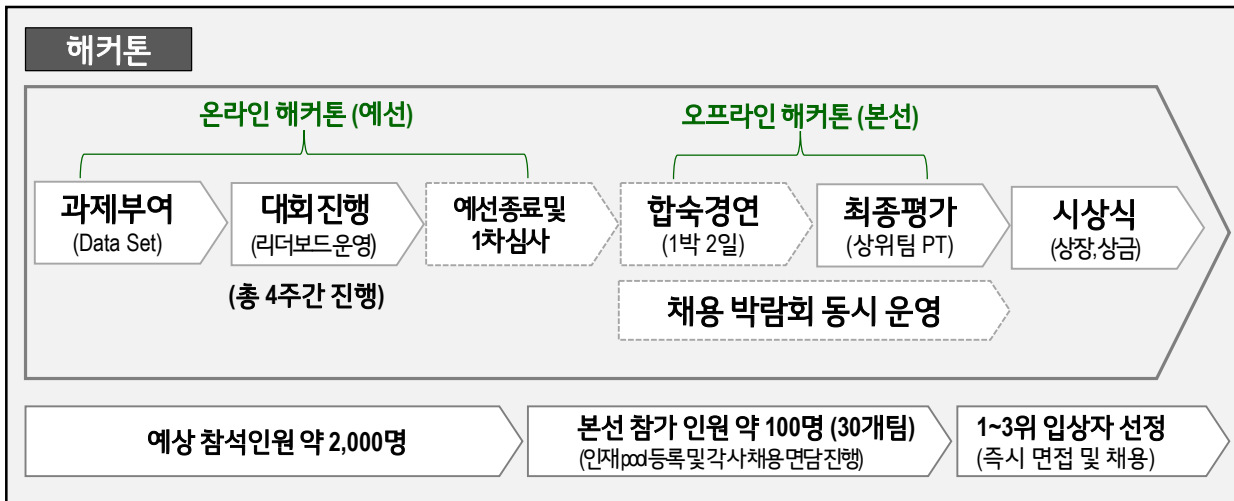 해커톤
온라인 해커톤 (예선)
오프라인 해커톤 (본선)
과제부여
(Data Set)
대회진행
(리더보드 운영)
예선종료 및
1차심사
합숙경연
(1박 2일)
최종평가
(상위팀 PT)
시상식
(상장, 상금)
(총 4주간 진행)
채용 박람회 동시 운영
예상 참석인원 약 2,000명
본선 참가 인원 약 100명 (30개팀)
(인재 pool 등록 및 각사 채용 면담 진행)
1~3위 입상자 선정
(즉시 면접 및 채용)